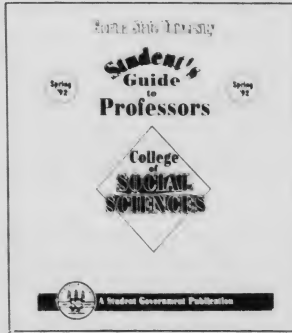 Student's
Guide
to
Professors
Spring
'92
Spring
'92
College
of
SOCIAL
SCIENCES
A Student Government Publication